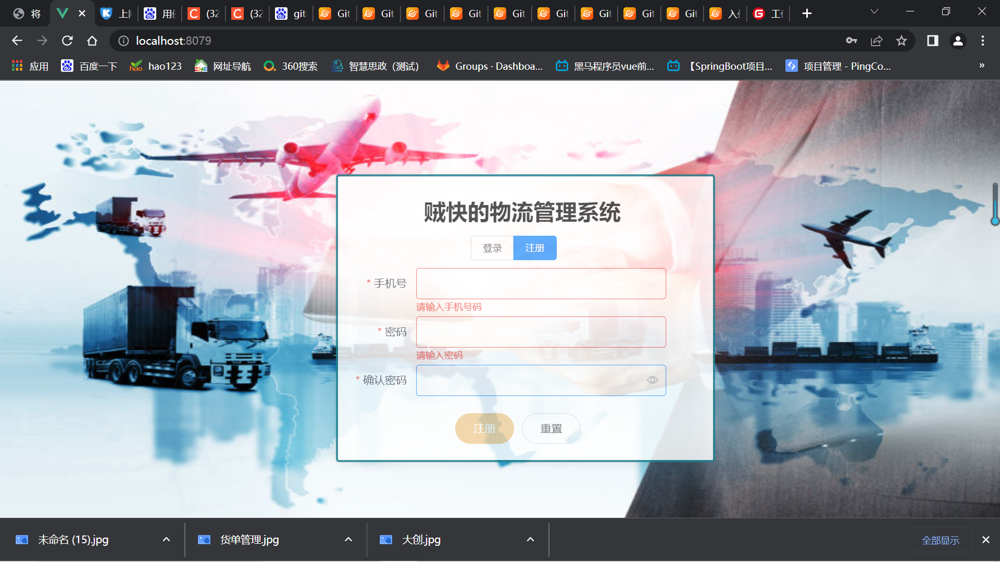 将
上
用
(32
(32
git
Git
Git
Git
Git
Git
Git
Git
Git
Git
入
工
localhost:8079
应用
百度一下
hao123
网址导航
360搜索
智慧思政（测试）
Groups · Dashboa...
黑马程序员vue前...
【SpringBoot项目...
项目管理 - PingCo...
»
贼快的物流管理系统
登录
注册
* 手机号
请输入手机号码
* 密码
请输入密码
* 确认密码
注册
重置
未命名 (15).jpg
货单管理.jpg
大创.jpg
全部显示